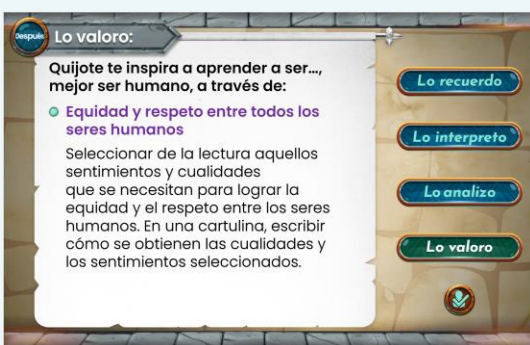 Después
Lo valoro:
Quijote te inspira a aprender a ser...,
mejor ser humano, a través de:
Equidad y respeto entre todos los
seres humanos
Seleccionar de la lectura aquellos
sentimientos y cualidades
que se necesitan para lograr la
equidad y el respeto entre los seres
humanos. En una cartulina, escribir
cómo se obtienen las cualidades y
los sentimientos seleccionados.
Lo recuerdo
Lo interpreto
Lo analizo
Lo valoro